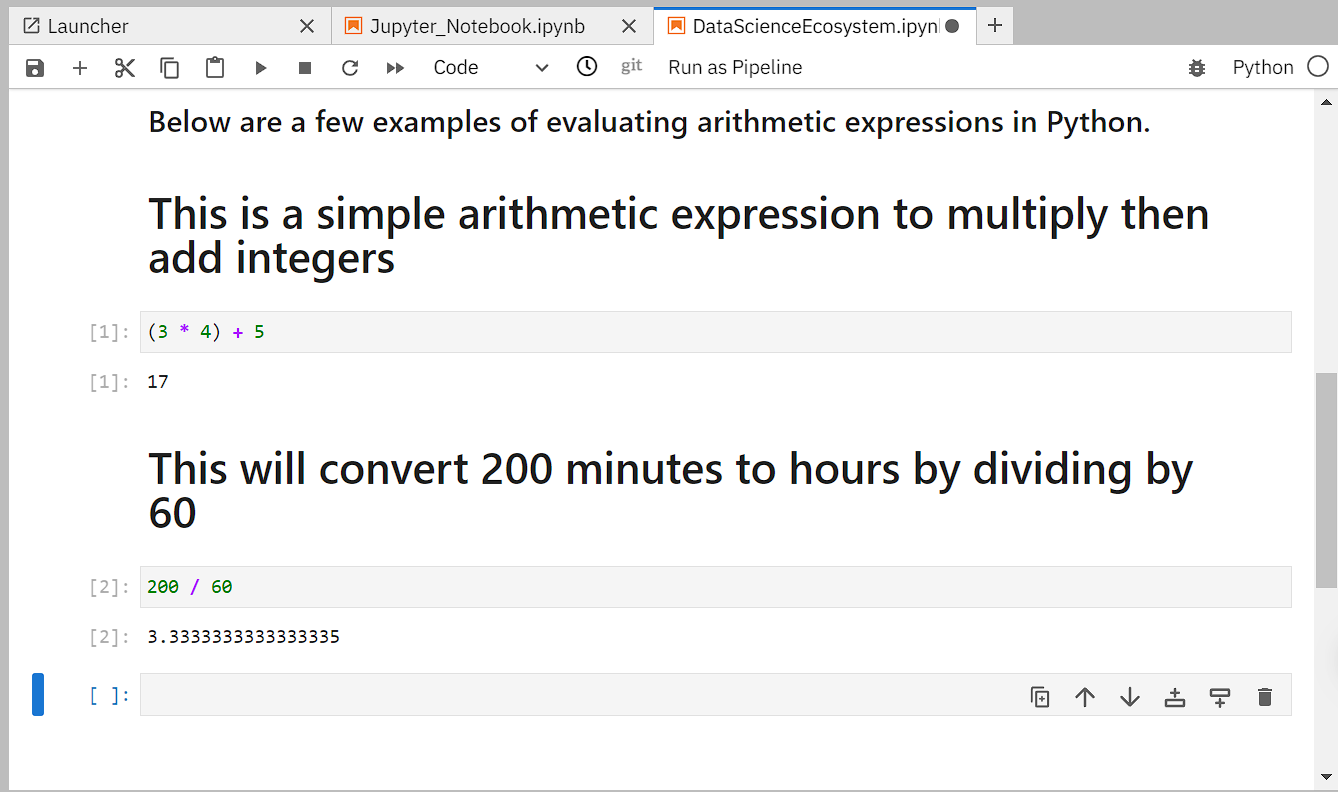 Launcher
Jupyter_Notebook.ipynb
DataScienceEcosystem.ipyn
Code
git
Run as Pipeline
Python
Below are a few examples of evaluating arithmetic expressions in Python.
This is a simple arithmetic expression to multiply then
add integers
[1]: (3 * 4) + 5
[1]: 17
This will convert 200 minutes to hours by dividing by
60
[2]: 200 / 60
[2]: 3.3333333333333335
[ ]: